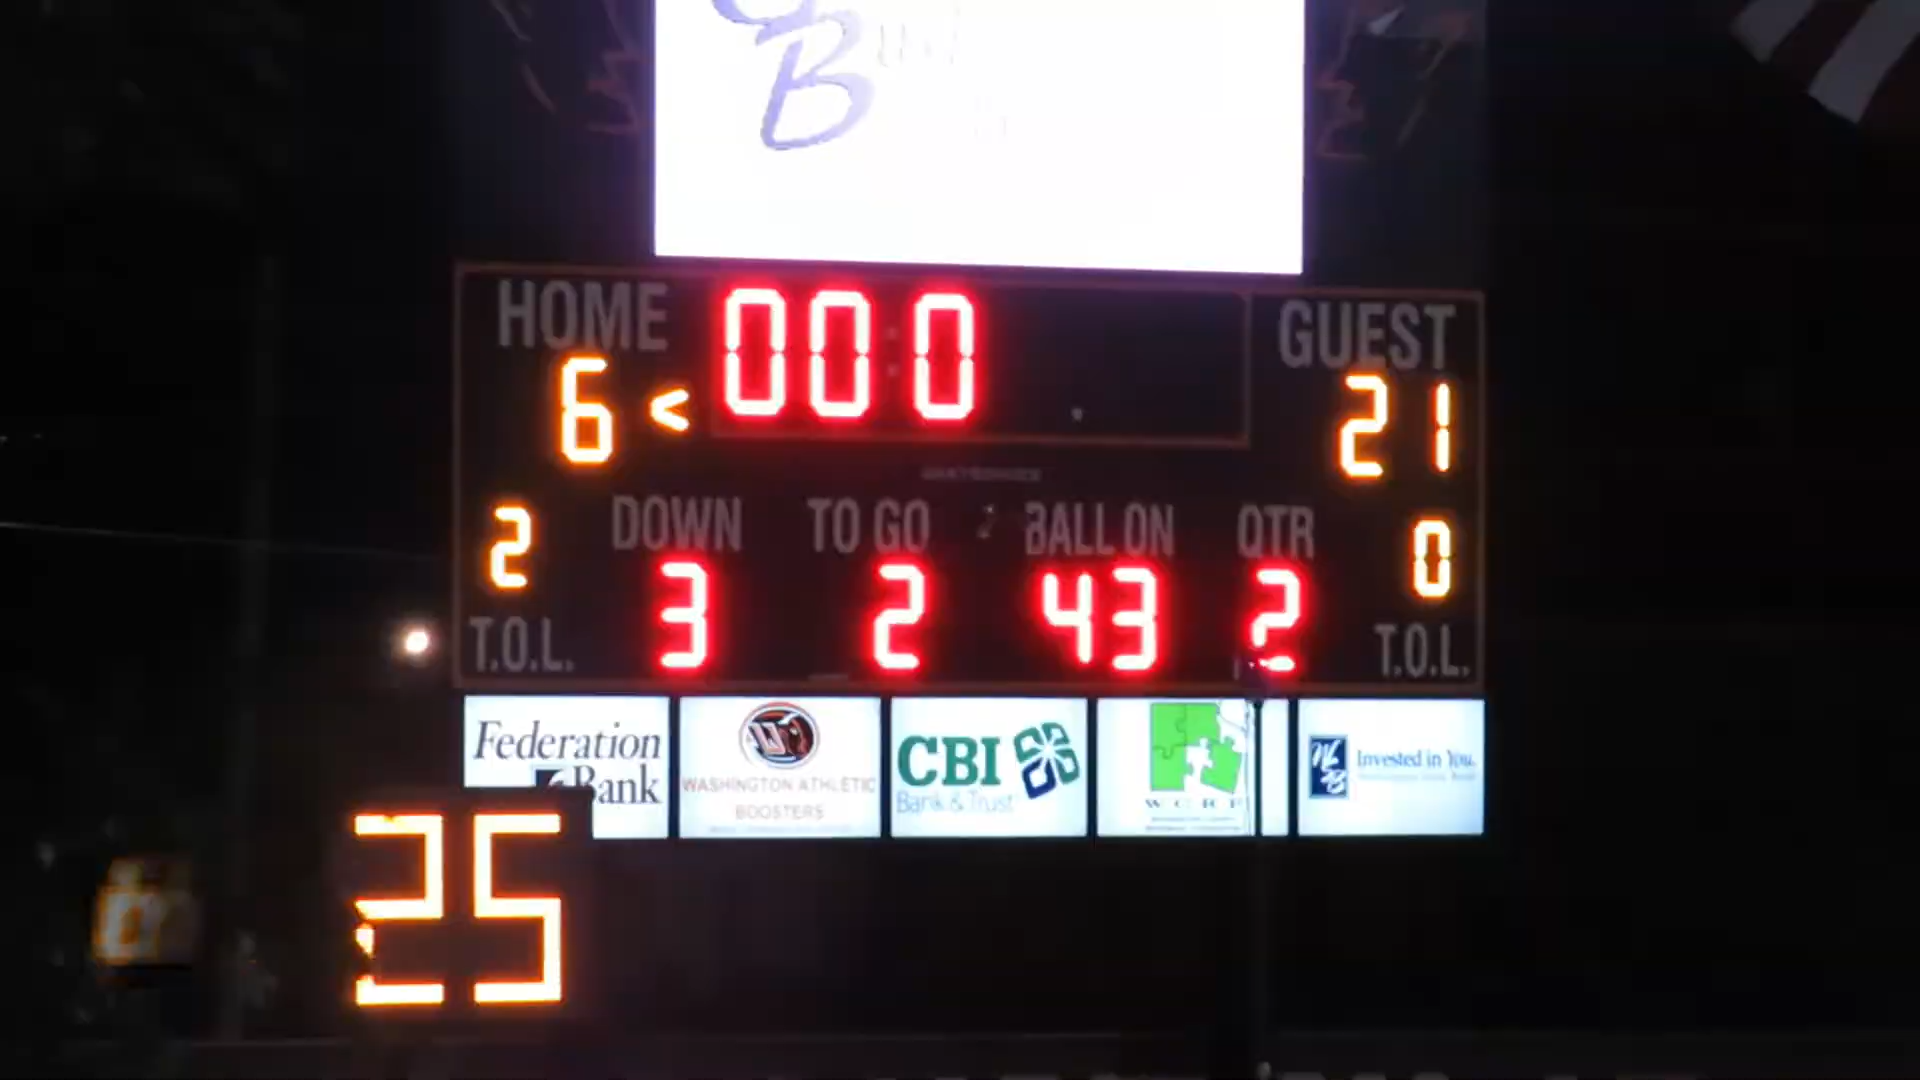 B
HOME 000:0 GUEST
6 < 21
DOWN TO GO BALL ON QTR
2 3 2 43 2 0
T.O.L. T.O.L.
Federation
Bank
WASHINGTON ATHLETIC
BOOSTERS
CBI
Bank & Trust
Invested in You.
25